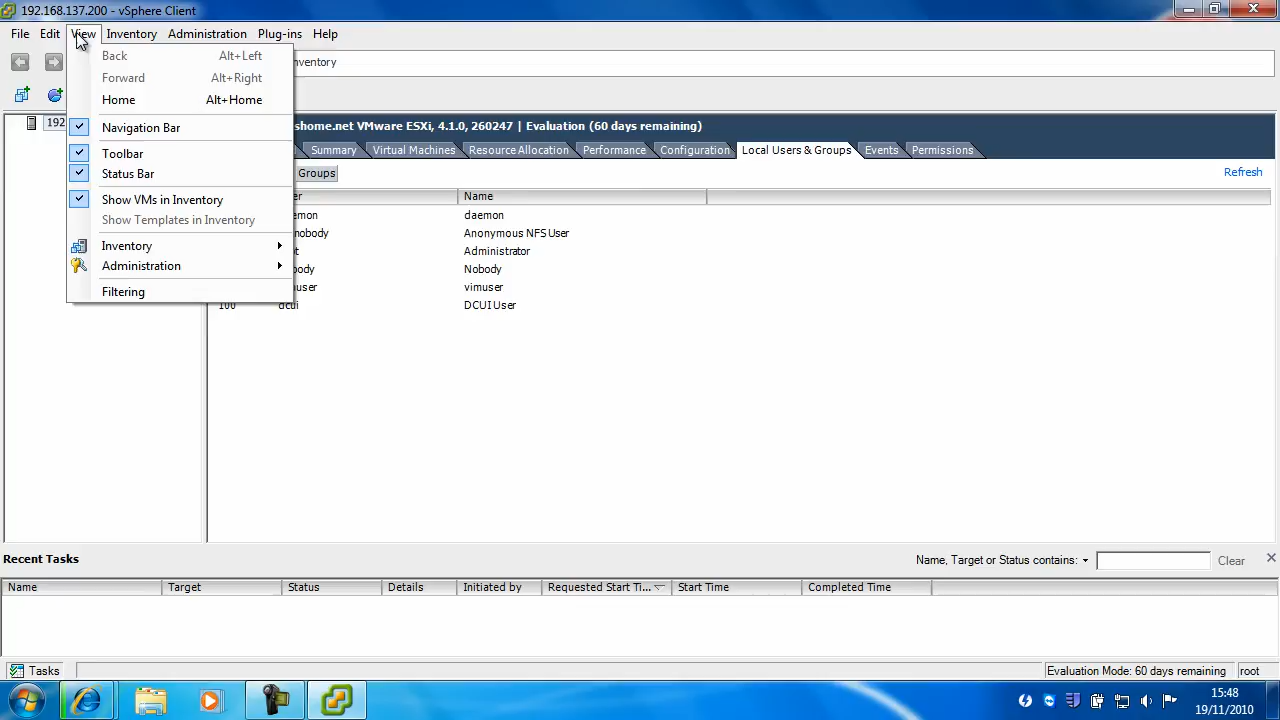 192.168.137.200 - vSphere Client
File Edit View Inventory Administration Plug-ins Help
Back Alt+Left
Forward Alt+Right
Home Alt+Home
Navigation Bar
Toolbar
Status Bar
Show VMs in Inventory
Show Templates in Inventory
Inventory
Administration
Filtering
nventory
192
shome.net VMware ESXi, 4.1.0, 260247 | Evaluation (60 days remaining)
Summary Virtual Machines Resource Allocation Performance Configuration Local Users & Groups Events Permissions
Groups Refresh
er Name
emon daemon
nobody Anonymous NFS User
t Administrator
body Nobody
user vimuser
100 dcui DCUI User
Recent Tasks Name, Target or Status contains: Clear
Name Target Status Details Initiated by Requested Start Ti... Start Time Completed Time
Tasks Evaluation Mode: 60 days remaining root
15:48
19/11/2010